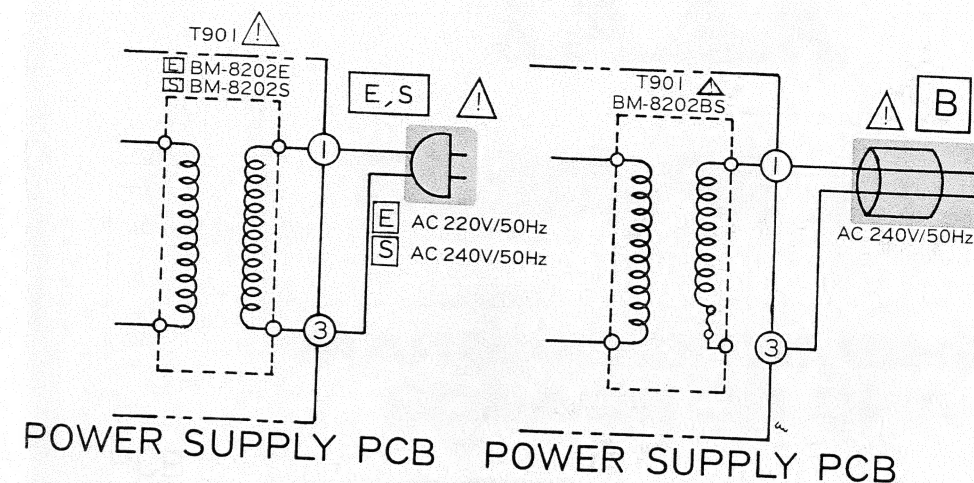 T901 !
E BM-8202E
S BM-8202S
E,S !
1
3
E AC 220V/50Hz
S AC 240V/50Hz
POWER SUPPLY PCB
T901 !
BM-8202BS
! B
1
3
AC 240V/50Hz
POWER SUPPLY PCB